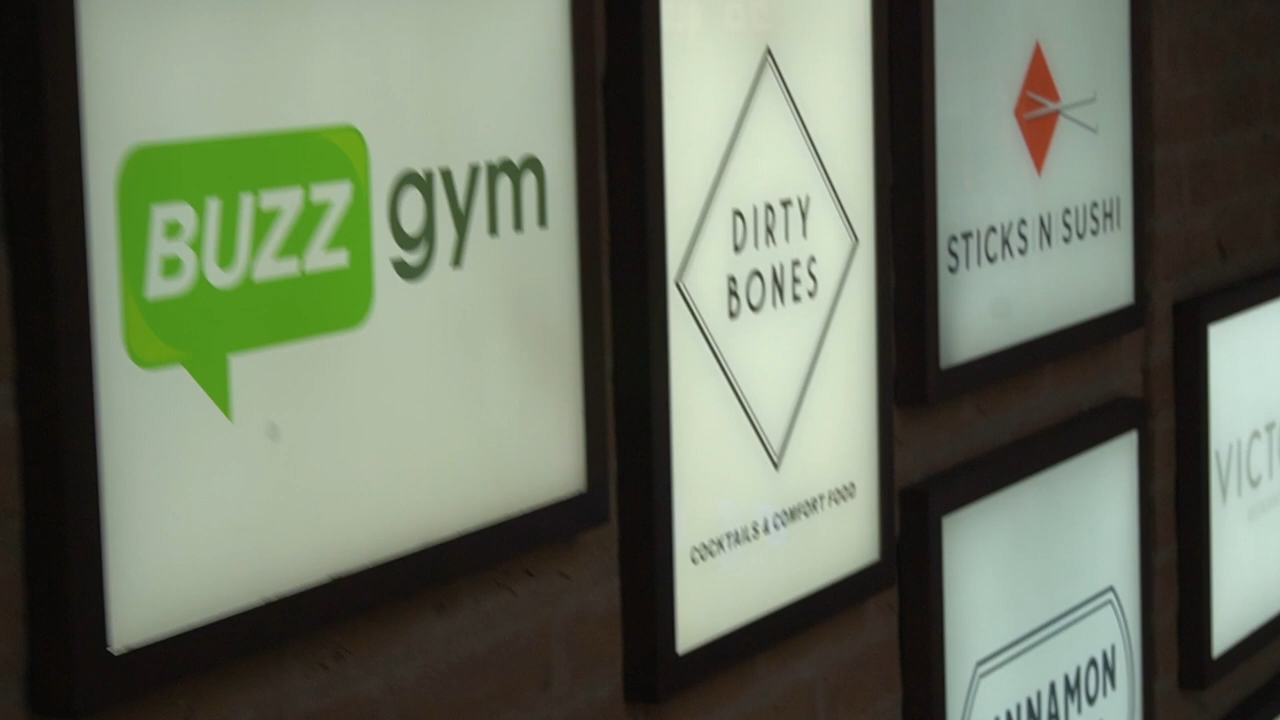 BUZZ gym
DIRTY
BONES
COCKTAILS & COMFORT FOOD
STICKS N SUSHI